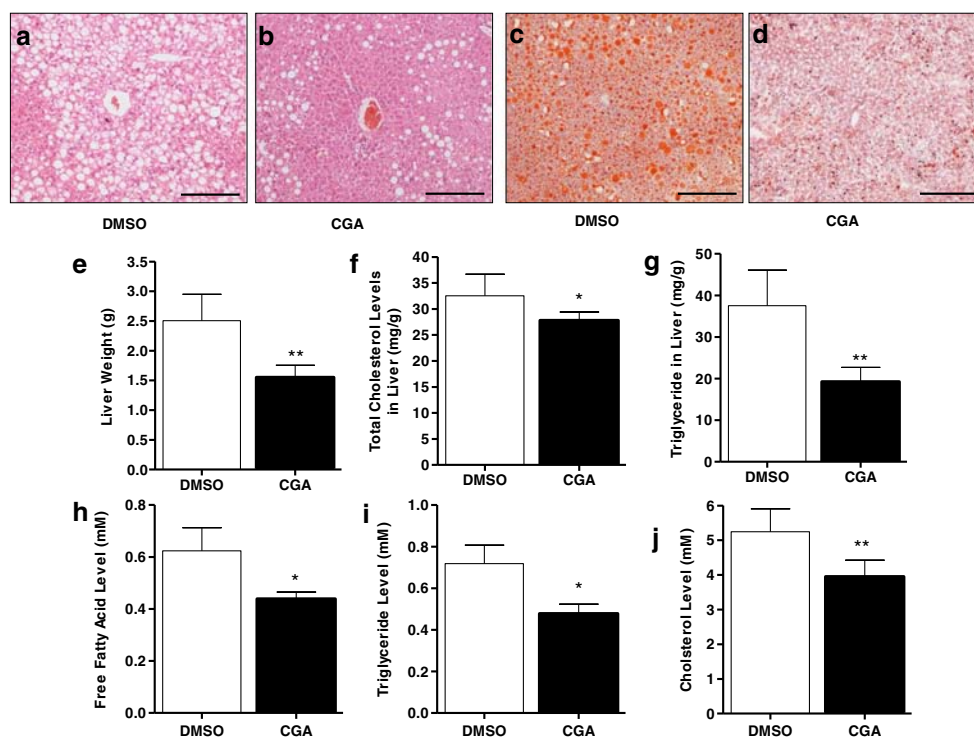 a
b
c
d
DMSO
CGA
DMSO
CGA
e
Liver Weight (g)
3.5
3.0
2.5
2.0
1.5
1.0
0.5
0.0
**
DMSO
CGA
f
Total Cholesterol Levels
in Liver (mg/g)
40
35
30
25
20
15
10
5
0
*
DMSO
CGA
g
Triglyceride in Liver (mg/g)
50
40
30
20
10
0
**
DMSO
CGA
h
Free Fatty Acid Level (mM)
0.8
0.6
0.4
0.2
0.0
*
DMSO
CGA
i
Triglyceride Level (mM)
1.0
0.8
0.6
0.4
0.2
0.0
*
DMSO
CGA
j
Cholsterol Level (mM)
6
5
4
3
2
1
0
**
DMSO
CGA